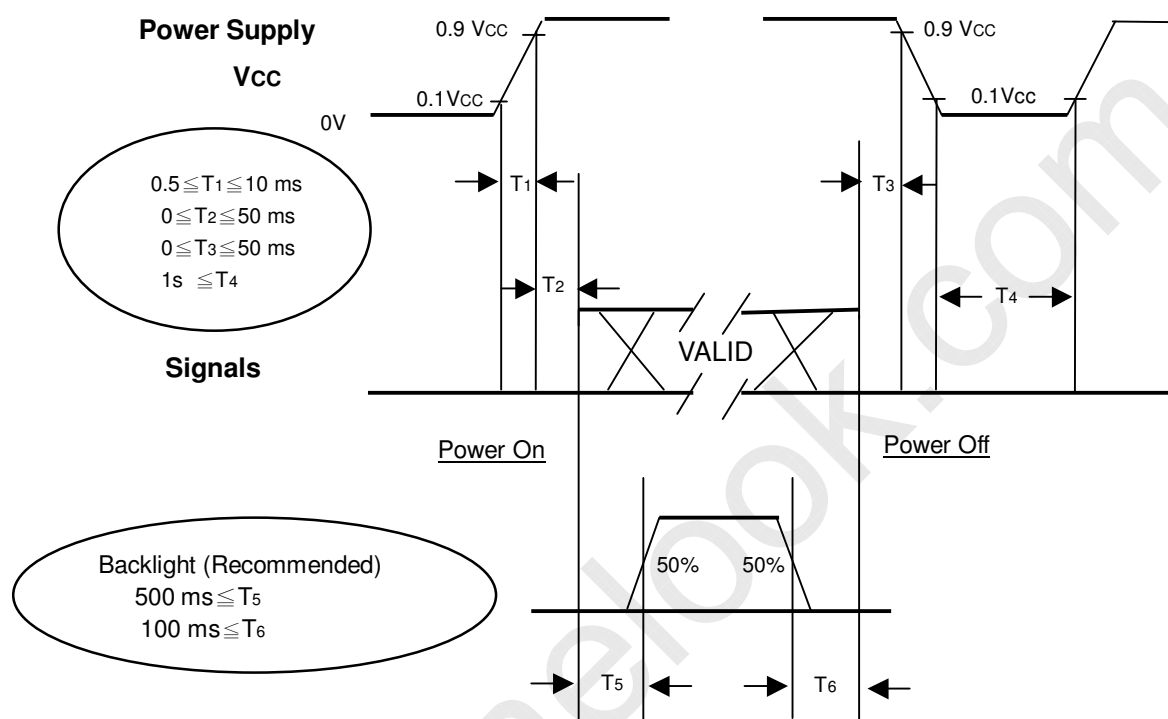 Power Supply
VCC
0.9 VCC
0.1VCC
0V
0.9 VCC
0.1Vcc
0.5≦T1≦10 ms
0≦T2≦50 ms
0≦T3≦50 ms
1s ≦T4
T1
T2
T3
T4
VALID
Signals
Power On
Power Off
Backlight (Recommended)
500 ms≦T5
100 ms≦T6
50%
50%
T5
T6
melook.com